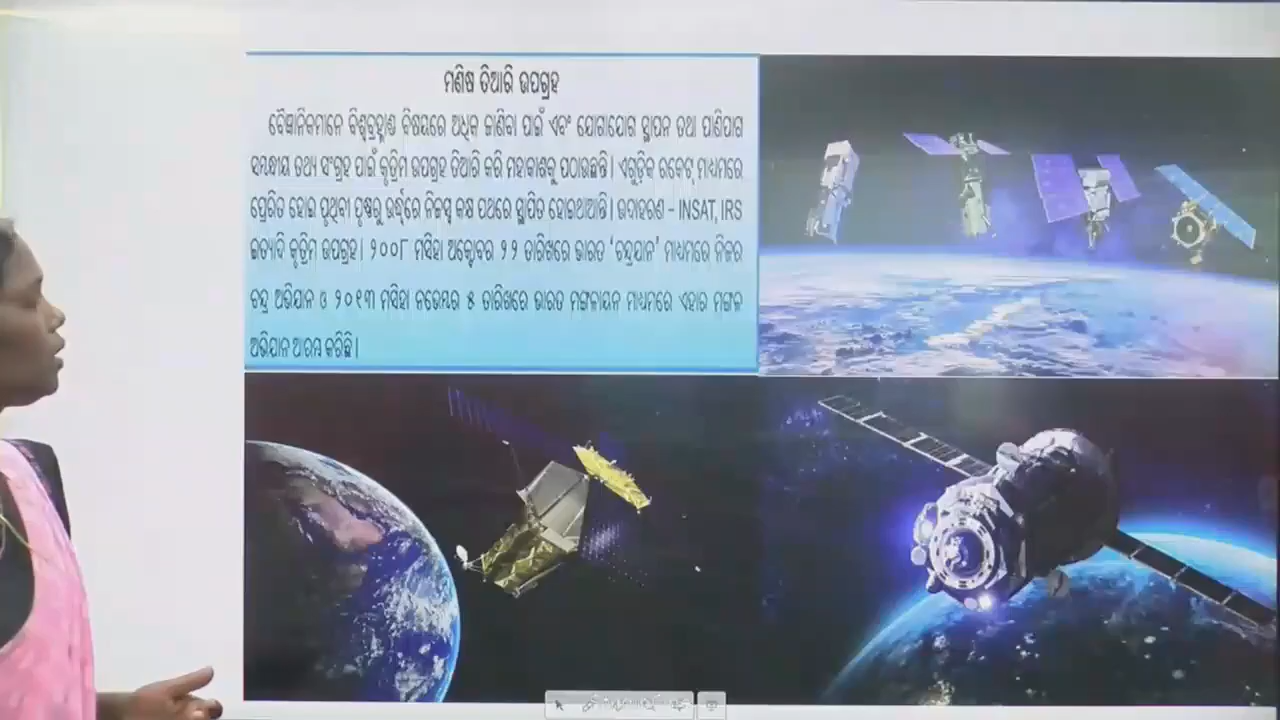 ମଣିଷ ତିଆରି ଉପଗ୍ରହ
ବୈଜ୍ଞାନିକମାନେ ବିଶ୍ୱବ୍ରହ୍ମାଣ୍ଡ ବିଷୟରେ ଅଧିକ ଜାଣିବା ପାଇଁ ଏବଂ ଯୋଗାଯୋଗ ସ୍ଥାପନ ତଥା ପାଣିପାଗ
ସମ୍ବନ୍ଧୀୟ ତଥ୍ୟ ସଂଗ୍ରହ ପାଇଁ କୃତ୍ରିମ ଉପଗ୍ରହ ତିଆରି କରି ମହାକାଶକୁ ପଠାଉଛନ୍ତି । ଏଗୁଡ଼ିକ ରକେଟ୍ ମାଧ୍ୟମରେ
ପ୍ରେରିତ ହୋଇ ପୃଥିବୀ ପୃଷ୍ଠରୁ ଉର୍ଦ୍ଧ୍ୱରେ ନିଜସ୍ୱ କକ୍ଷ ପଥରେ ସ୍ଥାପିତ ହୋଇଥାଆନ୍ତି । ଉଦାହରଣ – INSAT, IRS
ଇତ୍ୟାଦି କୃତ୍ରିମ ଉପଗ୍ରହ । ୨୦୦୮ ମସିହା ଅକ୍ଟୋବର ୨୨ ତାରିଖରେ ଭାରତ ‘ଚନ୍ଦ୍ରଯାନ’ ମାଧ୍ୟମରେ ନିଜର
ଚନ୍ଦ୍ର ଅଭିଯାନ ଓ ୨୦୧୩ ମସିହା ନଭେମ୍ବର ୫ ତାରିଖରେ ଭାରତ ମଙ୍ଗଳଯାନ ମାଧ୍ୟମରେ ଏହାର ମଙ୍ଗଳ
ଅଭିଯାନ ଆରମ୍ଭ କରିଛି ।